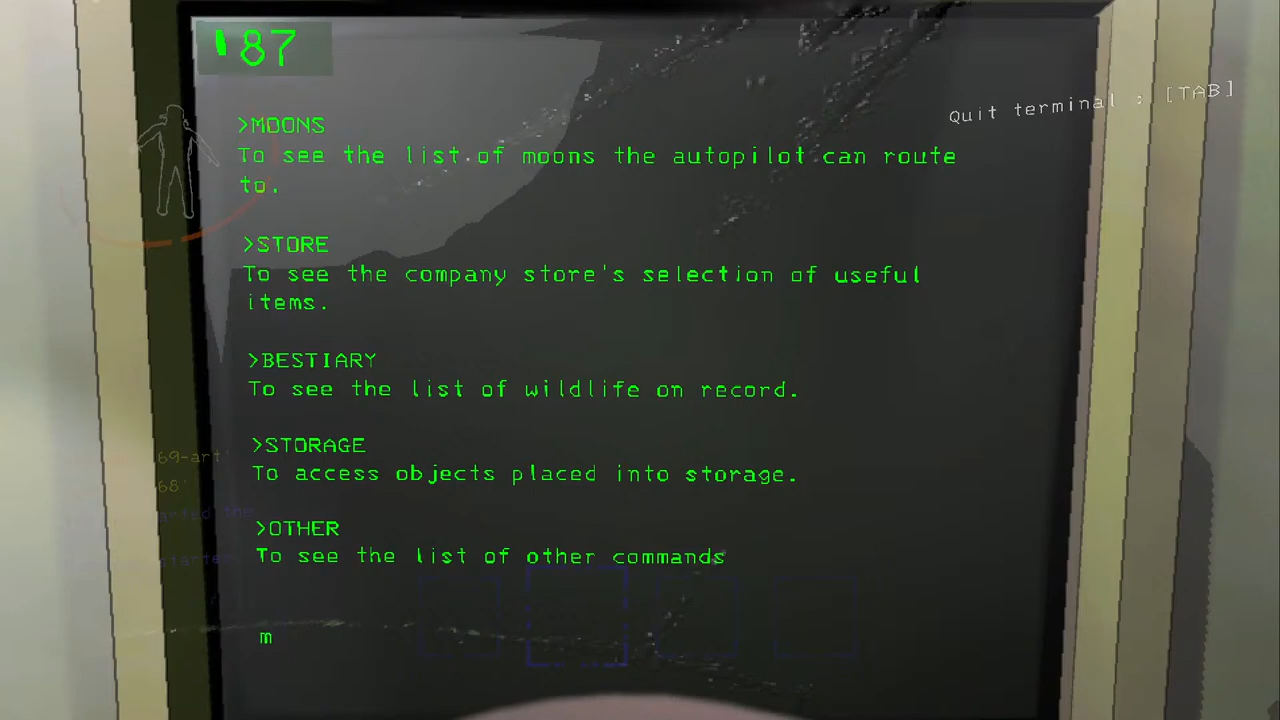 87
Quit terminal : [TAB]
>MOONS
To see the list of moons the autopilot can route
to.
>STORE
To see the company store's selection of useful
items.
>BESTIARY
To see the list of wildlife on record.
>STORAGE
To access objects placed into storage.
>OTHER
To see the list of other commands
m